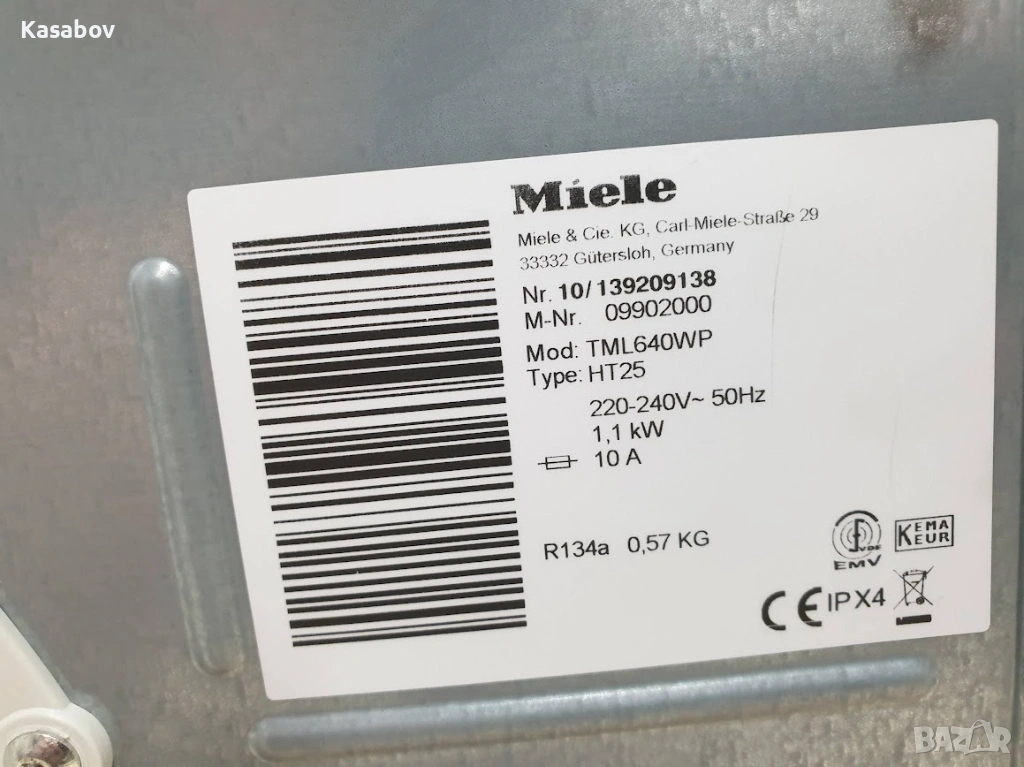 Kasabov
Miele
Miele & Cie. KG, Carl-Miele-Straße 29
33332 Gütersloh, Germany
Nr. 10/139209138
M-Nr. 09902000
Mod: TML640WP
Type: HT25
220-240V~ 50Hz
1,1 kW
10 A
R134a 0,57 KG
VDE
EMV
KEMA
KEUR
CE IPX4
BAZAR